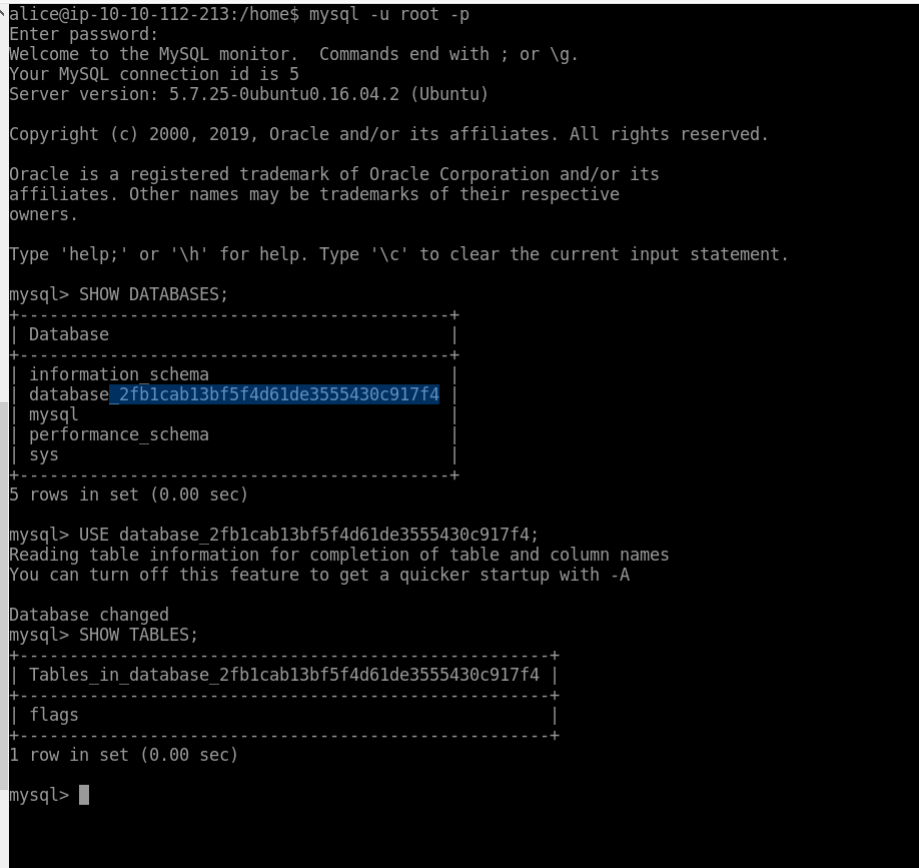 alice@ip-10-10-112-213:/home$ mysql -u root -p
Enter password:
Welcome to the MySQL monitor.  Commands end with ; or \g.
Your MySQL connection id is 5
Server version: 5.7.25-0ubuntu0.16.04.2 (Ubuntu)
Copyright (c) 2000, 2019, Oracle and/or its affiliates. All rights reserved.
Oracle is a registered trademark of Oracle Corporation and/or its
affiliates. Other names may be trademarks of their respective
owners.
Type 'help;' or '\h' for help. Type '\c' to clear the current input statement.
mysql> SHOW DATABASES;
+-------------------------------------------+
| Database                                  |
+-------------------------------------------+
| information_schema                        |
| database_2fb1cab13bf5f4d61de3555430c917f4 |
| mysql                                     |
| performance_schema                        |
| sys                                       |
+-------------------------------------------+
5 rows in set (0.00 sec)
mysql> USE database_2fb1cab13bf5f4d61de3555430c917f4;
Reading table information for completion of table and column names
You can turn off this feature to get a quicker startup with -A
Database changed
mysql> SHOW TABLES;
+-----------------------------------------------------+
| Tables_in_database_2fb1cab13bf5f4d61de3555430c917f4 |
+-----------------------------------------------------+
| flags                                               |
+-----------------------------------------------------+
1 row in set (0.00 sec)
mysql>